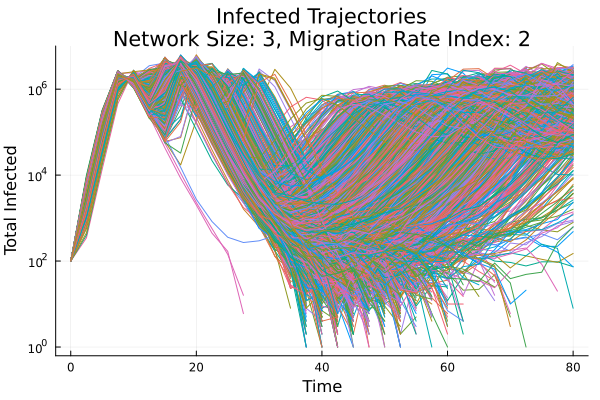 Infected Trajectories
Network Size: 3, Migration Rate Index: 2
Total Infected
10^6
10^4
10^2
10^0
0 20 40 60 80
Time